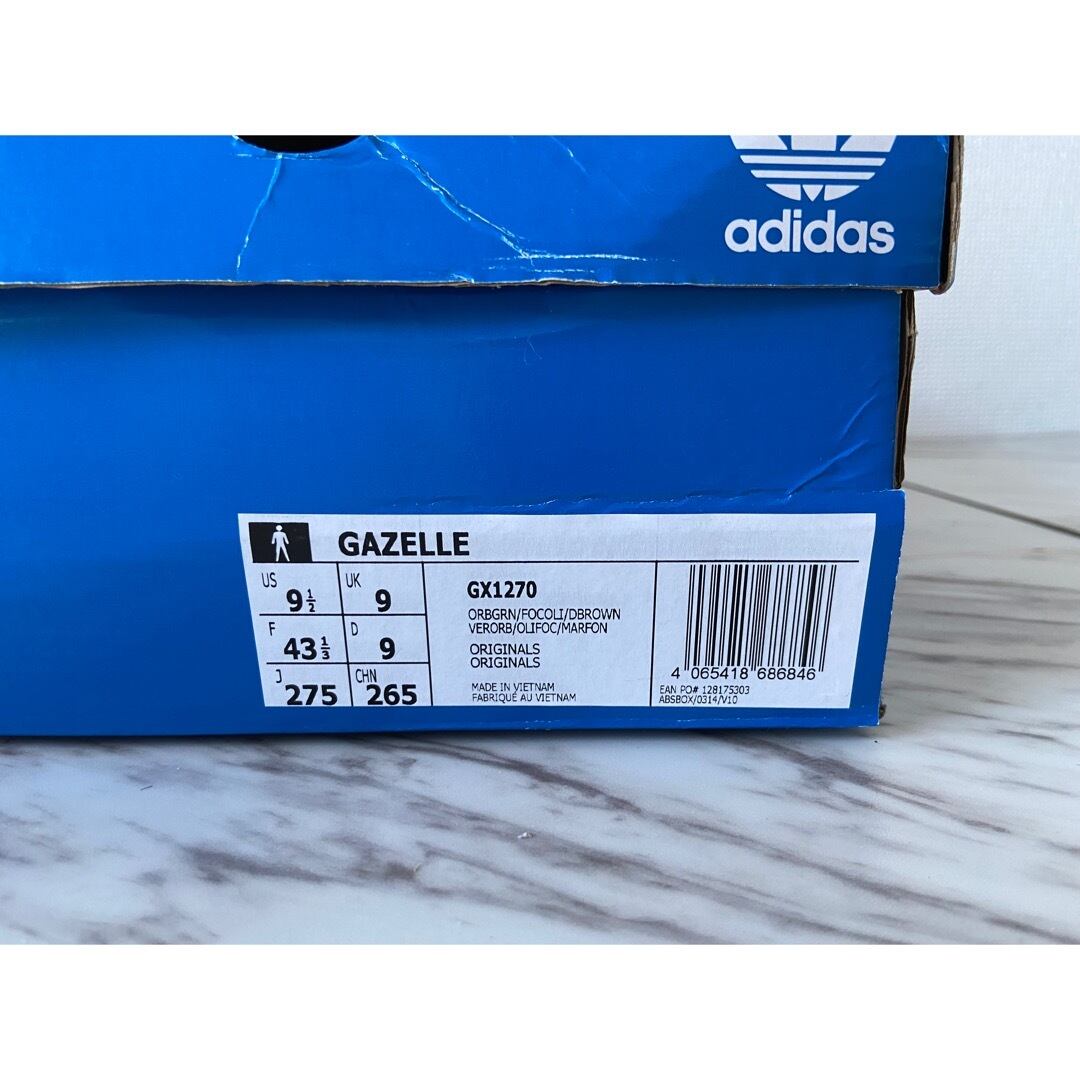 adidas
GAZELLE
US 9½ UK 9
F 43⅓ D 9
J 275 CHN 265
GX1270
ORBGRN/FOCOLI/DBROWN
VERORB/OLIFOC/MARFON
ORIGINALS
ORIGINALS
MADE IN VIETNAM
FABRIQUÉ AU VIETNAM
4 065418 686846
EAN PO# 128175303
ABSBOX/0314/V10